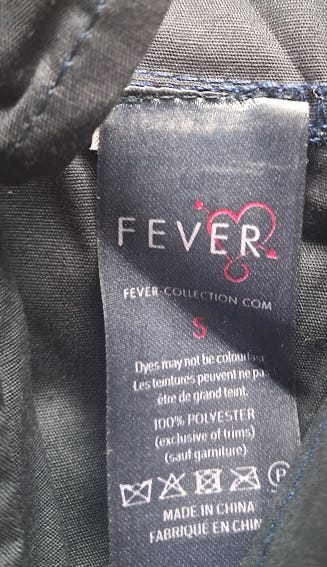 FEVER
FEVER-COLLECTION COM
S
Dyes may not be colourfast
Les teintures peuvent ne pas
être de grand teint.
100% POLYESTER
(exclusive of trims)
(sauf garniture)
P
MADE IN CHINA
FABRIQUÉ EN CHIN